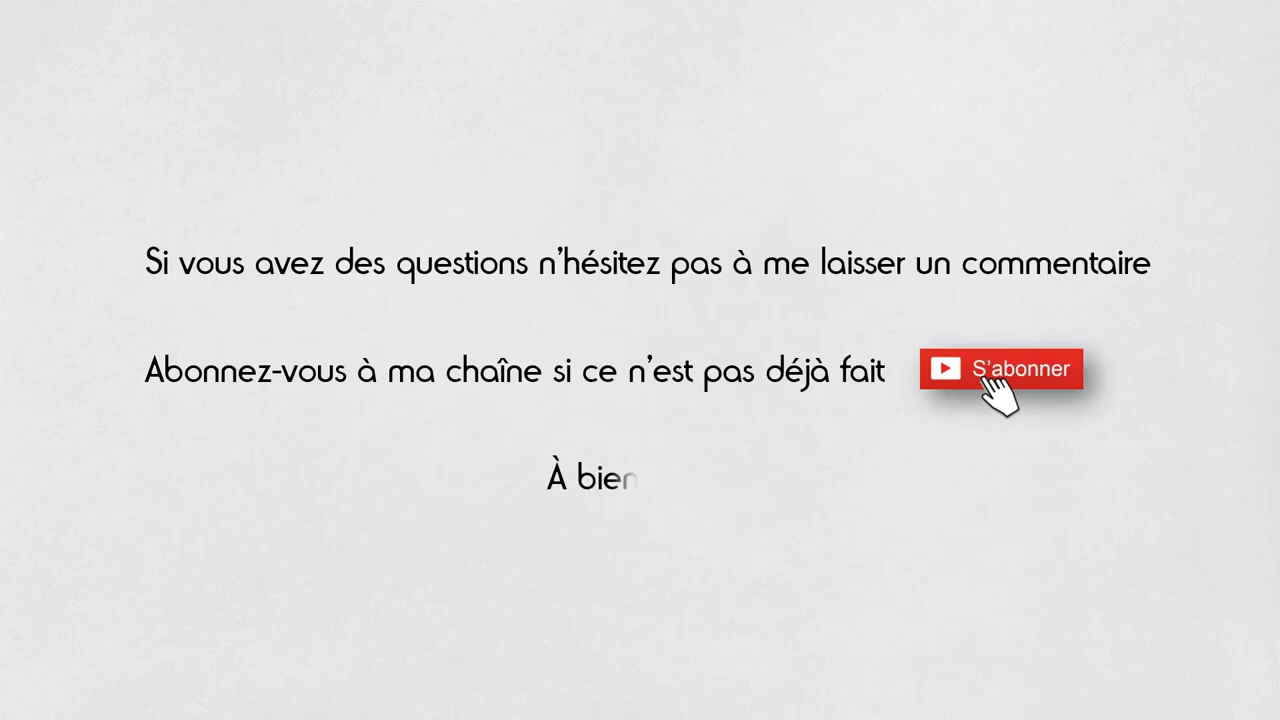 Si vous avez des questions n'hésitez pas à me laisser un commentaire
Abonnez-vous à ma chaîne si ce n'est pas déjà fait S'abonner
À bien